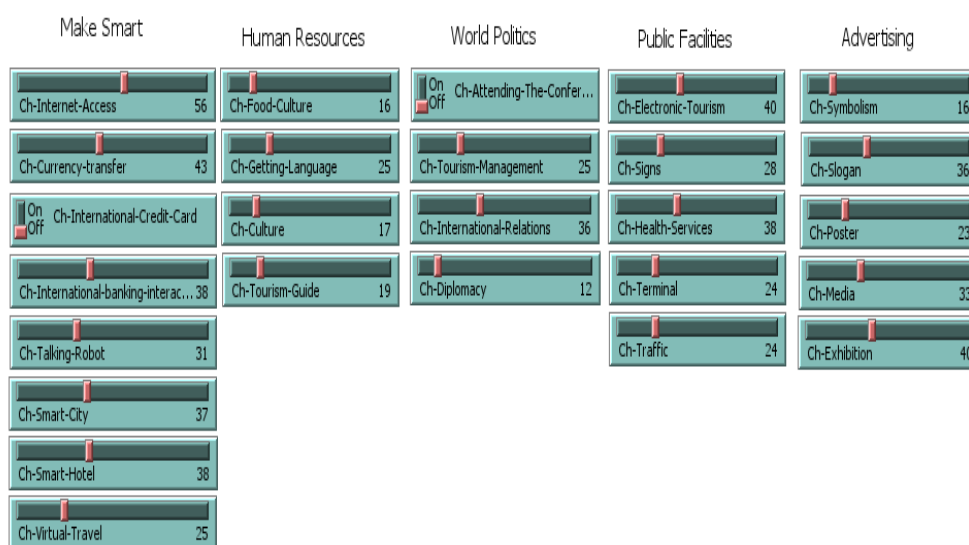 Make Smart
Ch-Internet-Access 56
Ch-Currency-transfer 43
On
Off
Ch-International-Credit-Card
Ch-International-banking-interac... 38
Ch-Talking-Robot 31
Ch-Smart-City 37
Ch-Smart-Hotel 38
Ch-Virtual-Travel 25
Human Resources
Ch-Food-Culture 16
Ch-Getting-Language 25
Ch-Culture 17
Ch-Tourism-Guide 19
World Politics
On
Off
Ch-Attending-The-Confer...
Ch-Tourism-Management 25
Ch-International-Relations 36
Ch-Diplomacy 12
Public Facilities
Ch-Electronic-Tourism 40
Ch-Signs 28
Ch-Health-Services 38
Ch-Terminal 24
Ch-Traffic 24
Advertising
Ch-Symbolism 16
Ch-Slogan 36
Ch-Poster 23
Ch-Media 33
Ch-Exhibition 40